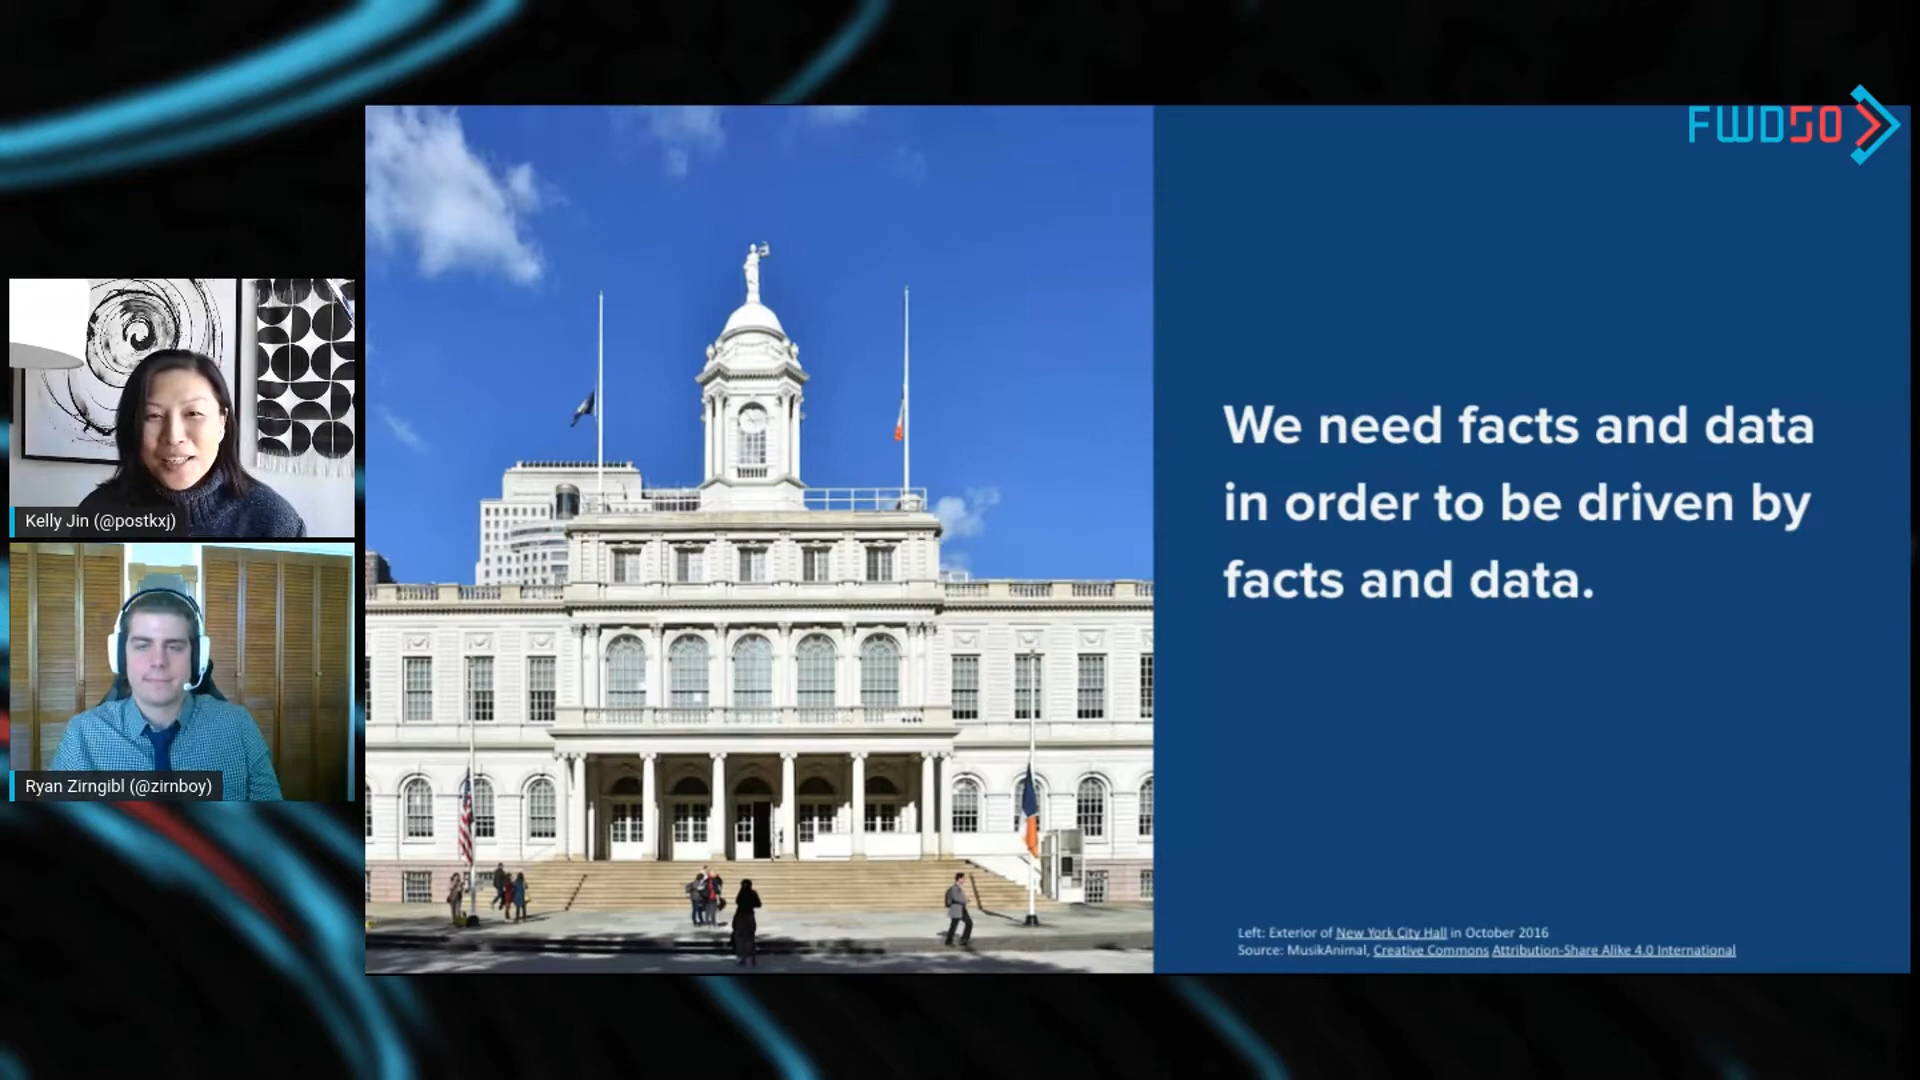 FWD50
Kelly Jin (@postkxj)
Ryan Zirngibl (@zirnboy)
We need facts and data
in order to be driven by
facts and data.
Left: Exterior of New York City Hall in October 2016
Source: MusikAnimal, Creative Commons Attribution-Share Alike 4.0 International